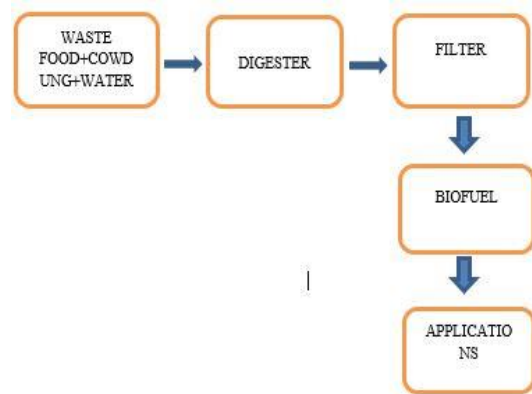 WASTE
FOOD+COWD
UNG+WATER
DIGESTER
FILTER
BIOFUEL
APPLICATIO
NS